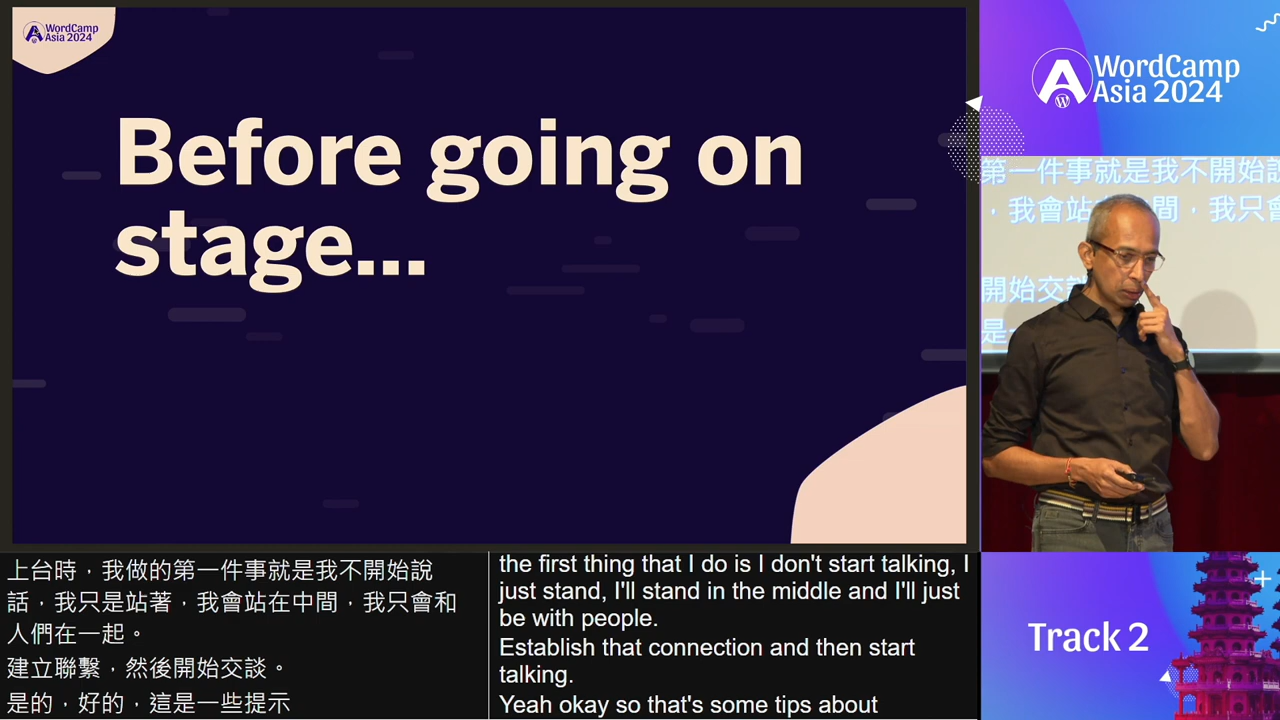 WordCamp
Asia 2024
Before going on
stage...
WordCamp
Asia 2024
第一件事就是我不開始說
，我會站
間，我只會
開始交
是
上台時，我做的第一件事就是我不開始說
話，我只是站著，我會站在中間，我只會和
人們在一起。
建立聯繫，然後開始交談。
是的，好的，這是一些提示
the first thing that I do is I don't start talking, I
just stand, I'll stand in the middle and I'll just
be with people.
Establish that connection and then start
talking.
Yeah okay so that's some tips about
Track 2